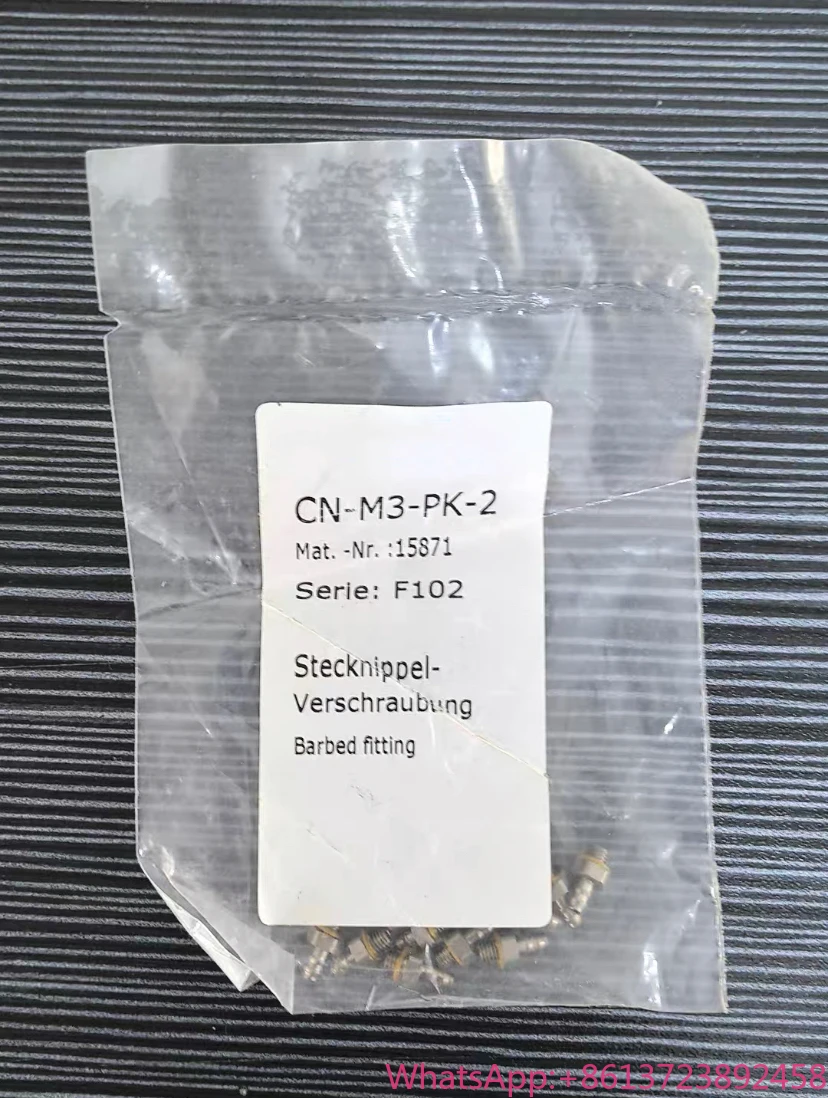 CN-M3-PK-2
Mat. -Nr. :15871
Serie: F102
Stecknippel-
Verschraubung
Barbed fitting
WhatsApp:+8613723892458